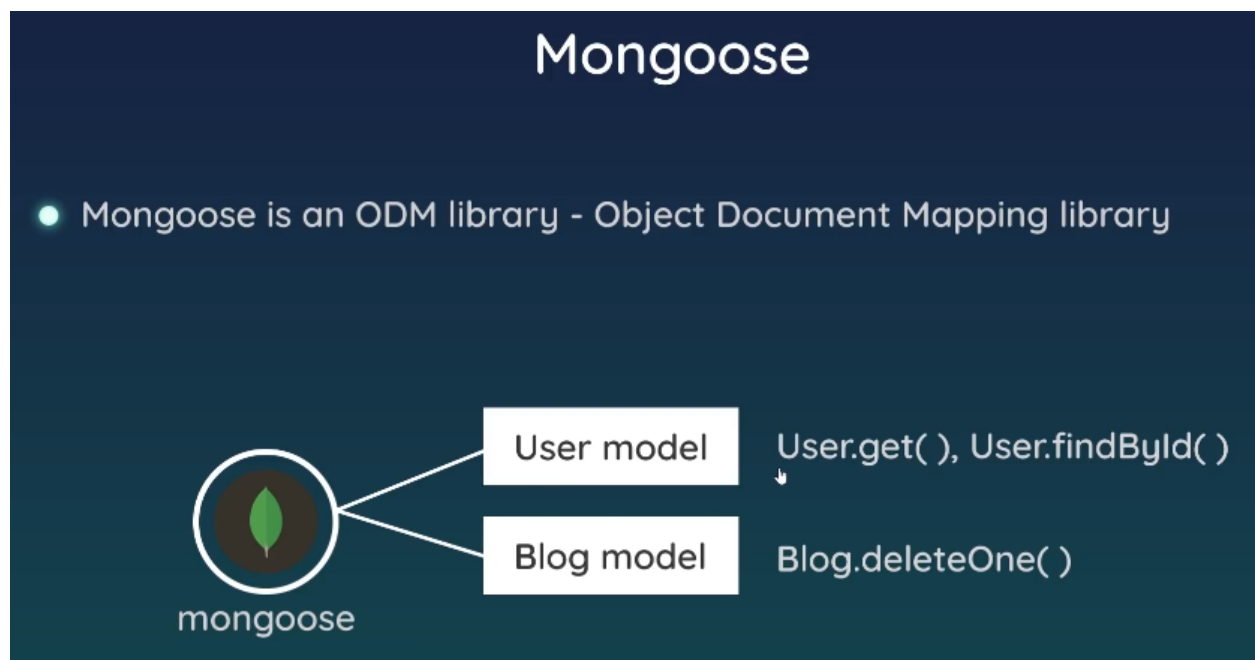 Mongoose
Mongoose is an ODM library - Object Document Mapping library
User model
User.get( ), User.findById( )
Blog model
Blog.deleteOne( )
mongoose